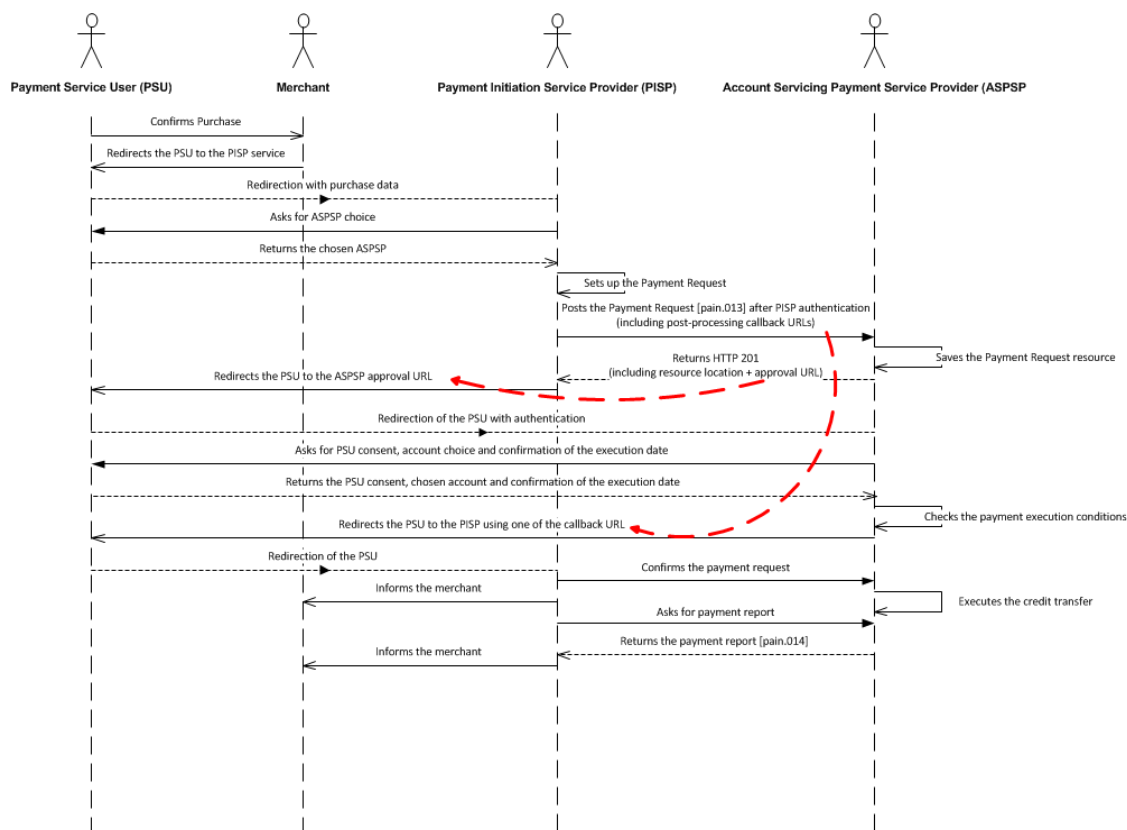 Payment Service User (PSU)
Merchant
Payment Initiation Service Provider (PISP)
Account Servicing Payment Service Provider (ASPSP
Confirms Purchase
Redirects the PSU to the PISP service
Redirection with purchase data
Asks for ASPSP choice
Returns the chosen ASPSP
Sets up the Payment Request
Posts the Payment Request [pain.013] after PISP authentication
(including post-processing callback URLs)
Saves the Payment Request resource
Returns HTTP 201
(including resource location + approval URL)
Redirects the PSU to the ASPSP approval URL
Redirection of the PSU with authentication
Asks for PSU consent, account choice and confirmation of the execution date
Returns the PSU consent, chosen account and confirmation of the execution date
Checks the payment execution conditions
Redirects the PSU to the PISP using one of the callback URL
Redirection of the PSU
Confirms the payment request
Informs the merchant
Executes the credit transfer
Asks for payment report
Returns the payment report [pain.014]
Informs the merchant